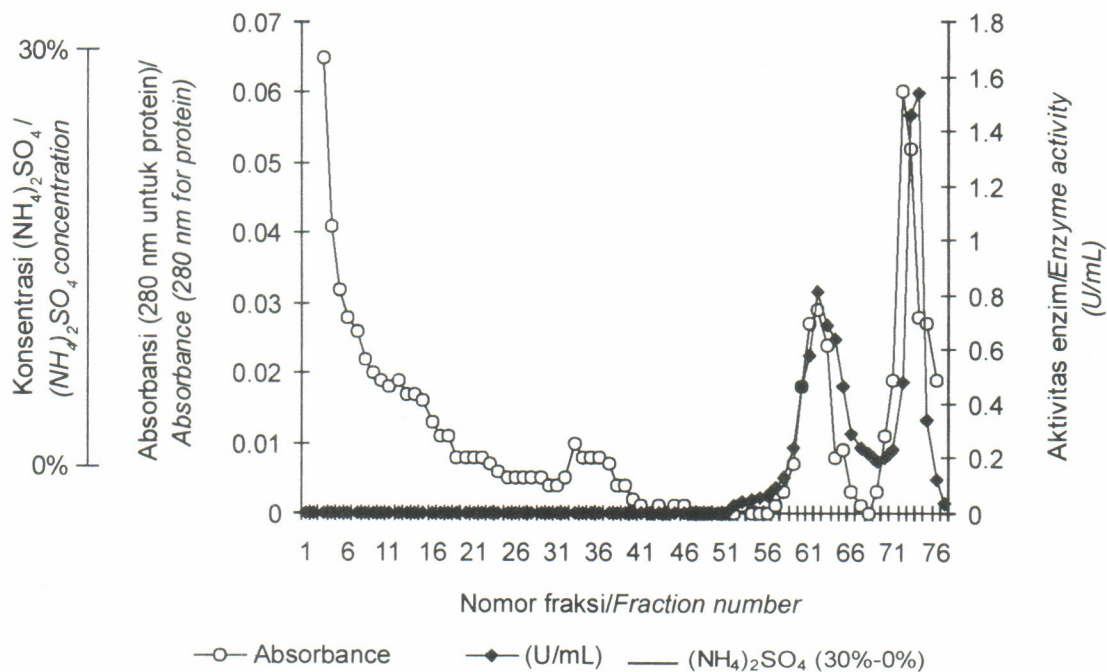 Konsentrasi (NH₄)₂SO₄ /
(NH₄)₂SO₄ concentration
30%
0%
Absorbansi (280 nm untuk protein)/
Absorbance (280 nm for protein)
0.07
0.06
0.05
0.04
0.03
0.02
0.01
0
1.8
1.6
1.4
1.2
1
0.8
0.6
0.4
0.2
0
Aktivitas enzim/Enzyme activity
(U/mL)
1 6 11 16 21 26 31 36 41 46 51 56 61 66 71 76
Nomor fraksi/Fraction number
Absorbance (U/mL) (NH₄)₂SO₄ (30%-0%)